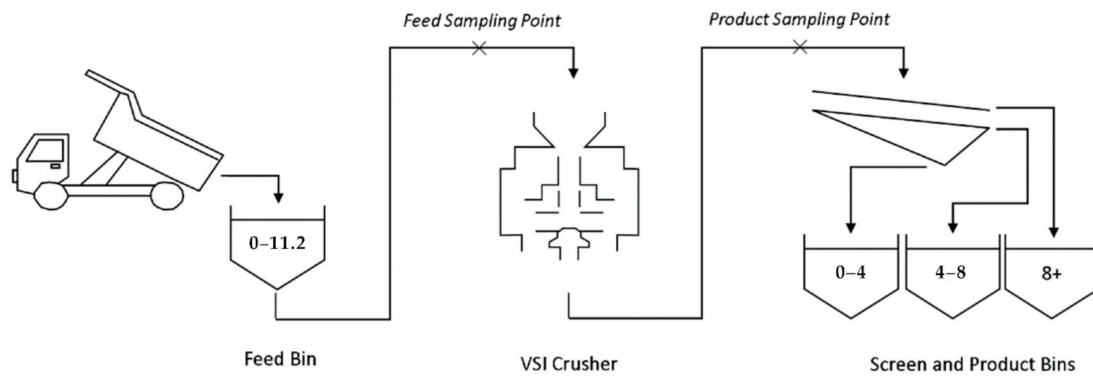 Feed Sampling Point
Product Sampling Point
0–11.2
0–4
4–8
8+
Feed Bin
VSI Crusher
Screen and Product Bins